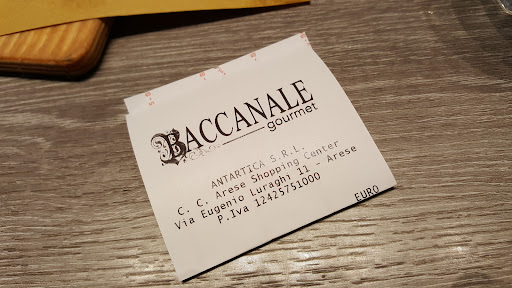 BACCANALE
gourmet
ANTARTICA S.R.L.
C. C. Arese Shopping Center
Via Eugenio Luraghi 11 - Arese
P.Iva 12425751000
EURO